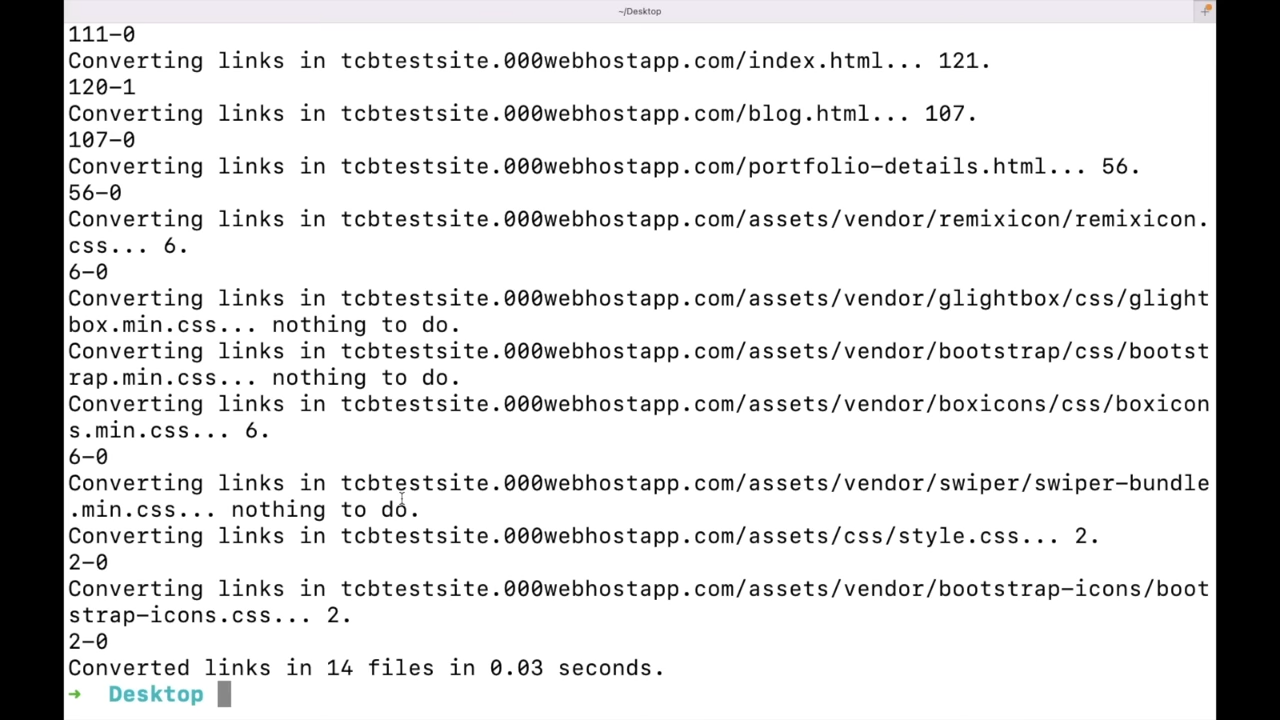 ~/Desktop
111-0
Converting links in tcbtestsite.000webhostapp.com/index.html... 121.
120-1
Converting links in tcbtestsite.000webhostapp.com/blog.html... 107.
107-0
Converting links in tcbtestsite.000webhostapp.com/portfolio-details.html... 56.
56-0
Converting links in tcbtestsite.000webhostapp.com/assets/vendor/remixicon/remixicon.
css... 6.
6-0
Converting links in tcbtestsite.000webhostapp.com/assets/vendor/glightbox/css/glight
box.min.css... nothing to do.
Converting links in tcbtestsite.000webhostapp.com/assets/vendor/bootstrap/css/bootst
rap.min.css... nothing to do.
Converting links in tcbtestsite.000webhostapp.com/assets/vendor/boxicons/css/boxicon
s.min.css... 6.
6-0
Converting links in tcbtestsite.000webhostapp.com/assets/vendor/swiper/swiper-bundle
.min.css... nothing to do.
Converting links in tcbtestsite.000webhostapp.com/assets/css/style.css... 2.
2-0
Converting links in tcbtestsite.000webhostapp.com/assets/vendor/bootstrap-icons/boot
strap-icons.css... 2.
2-0
Converted links in 14 files in 0.03 seconds.
➜ Desktop